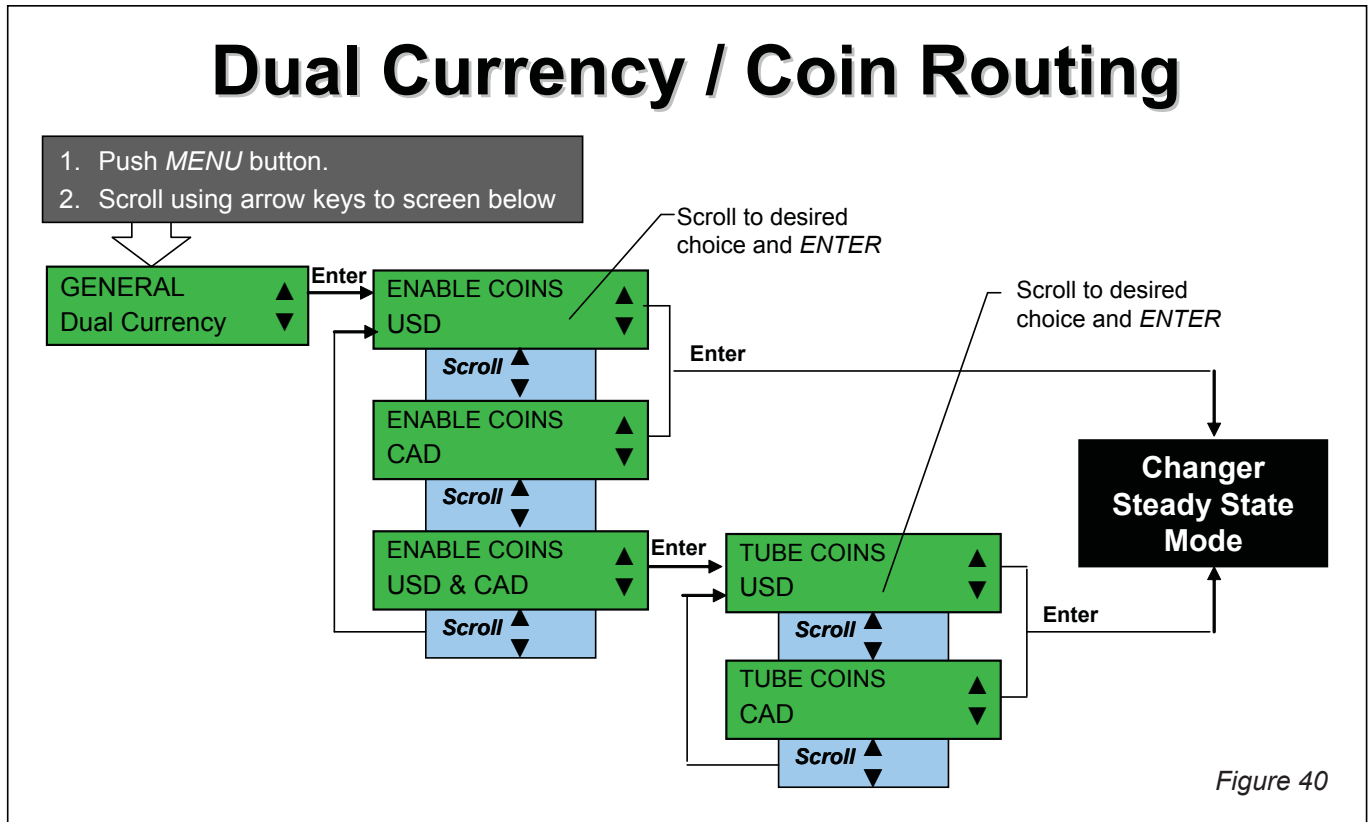 Dual Currency / Coin Routing
1. Push MENU button.
2. Scroll using arrow keys to screen below
Scroll to desired
choice and ENTER
GENERAL
Dual Currency
Enter
ENABLE COINS
USD
Scroll
ENABLE COINS
CAD
Scroll
ENABLE COINS
USD & CAD
Scroll
Enter
Enter
Scroll to desired
choice and ENTER
TUBE COINS
USD
Scroll
TUBE COINS
CAD
Scroll
Enter
Changer
Steady State
Mode
Figure 40